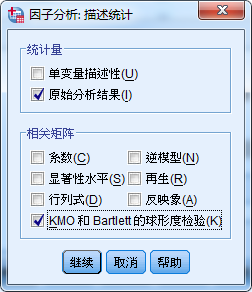 因子分析: 描述统计
统计量
单变量描述性(U)
原始分析结果(I)
相关矩阵
系数(C) 逆模型(N)
显著性水平(S) 再生(R)
行列式(D) 反映象(A)
KMO 和 Bartlett 的球形度检验(K)
继续 取消 帮助